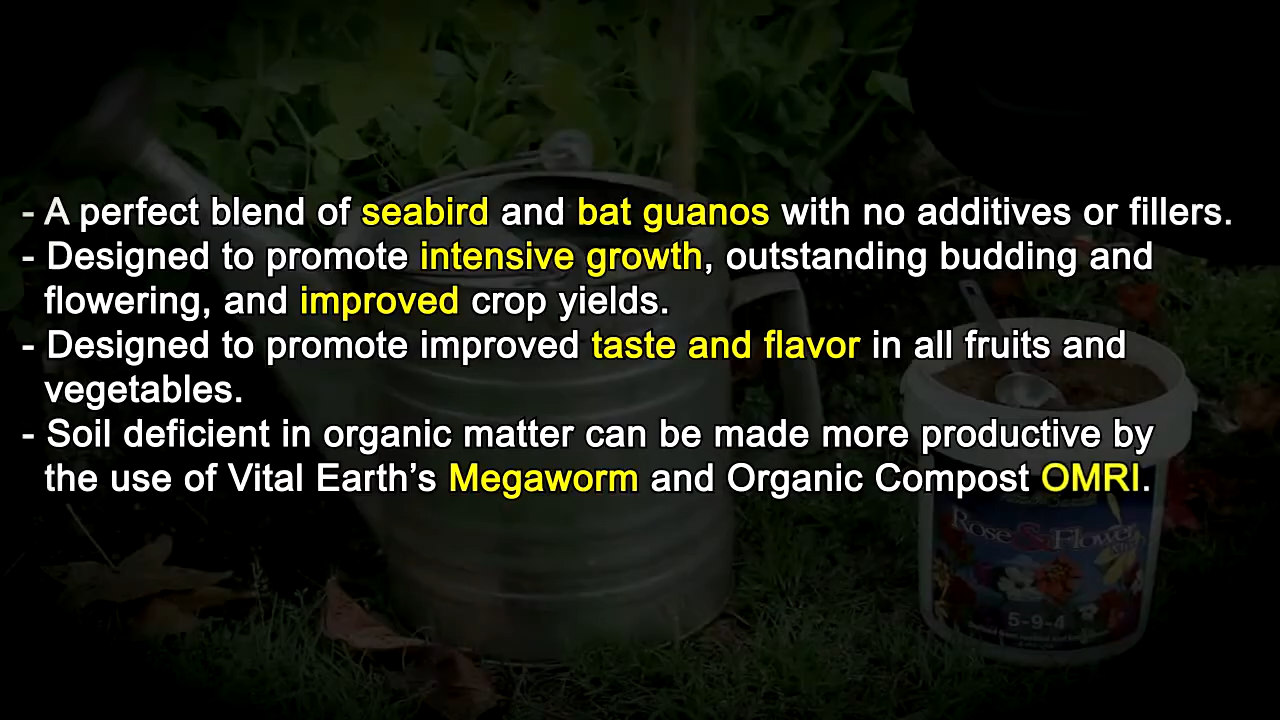 - A perfect blend of seabird and bat guanos with no additives or fillers.
- Designed to promote intensive growth, outstanding budding and
flowering, and improved crop yields.
- Designed to promote improved taste and flavor in all fruits and
vegetables.
- Soil deficient in organic matter can be made more productive by
the use of Vital Earth’s Megaworm and Organic Compost OMRI.
Rose & Flower
5-9-4